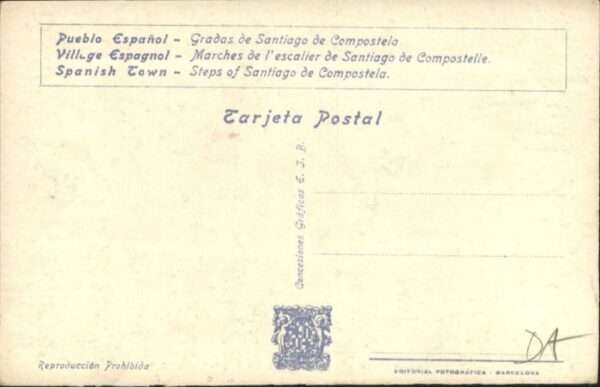 Pueblo Español - Gradas de Santiago de Compostela
Village Espagnol - Marches de l'escalier de Santiago de Compostelle.
Spanish Town - Steps of Santiago de Compostela.
Tarjeta Postal
Concesiones Gráficas E. I. B.
Reproducción Prohibida
EDITORIAL FOTOGRÁFICA - BARCELONA